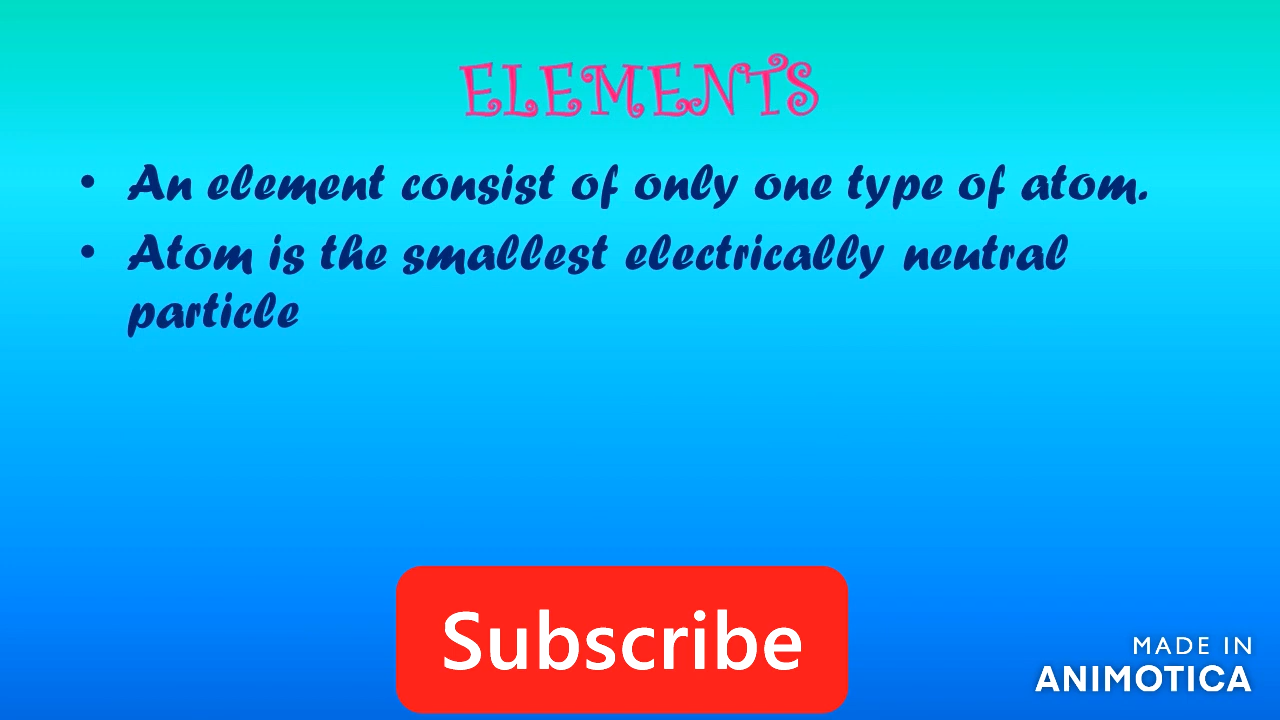 ELEMENTS
• An element consist of only one type of atom.
• Atom is the smallest electrically neutral
particle
Subscribe
MADE IN
ANIMOTICA